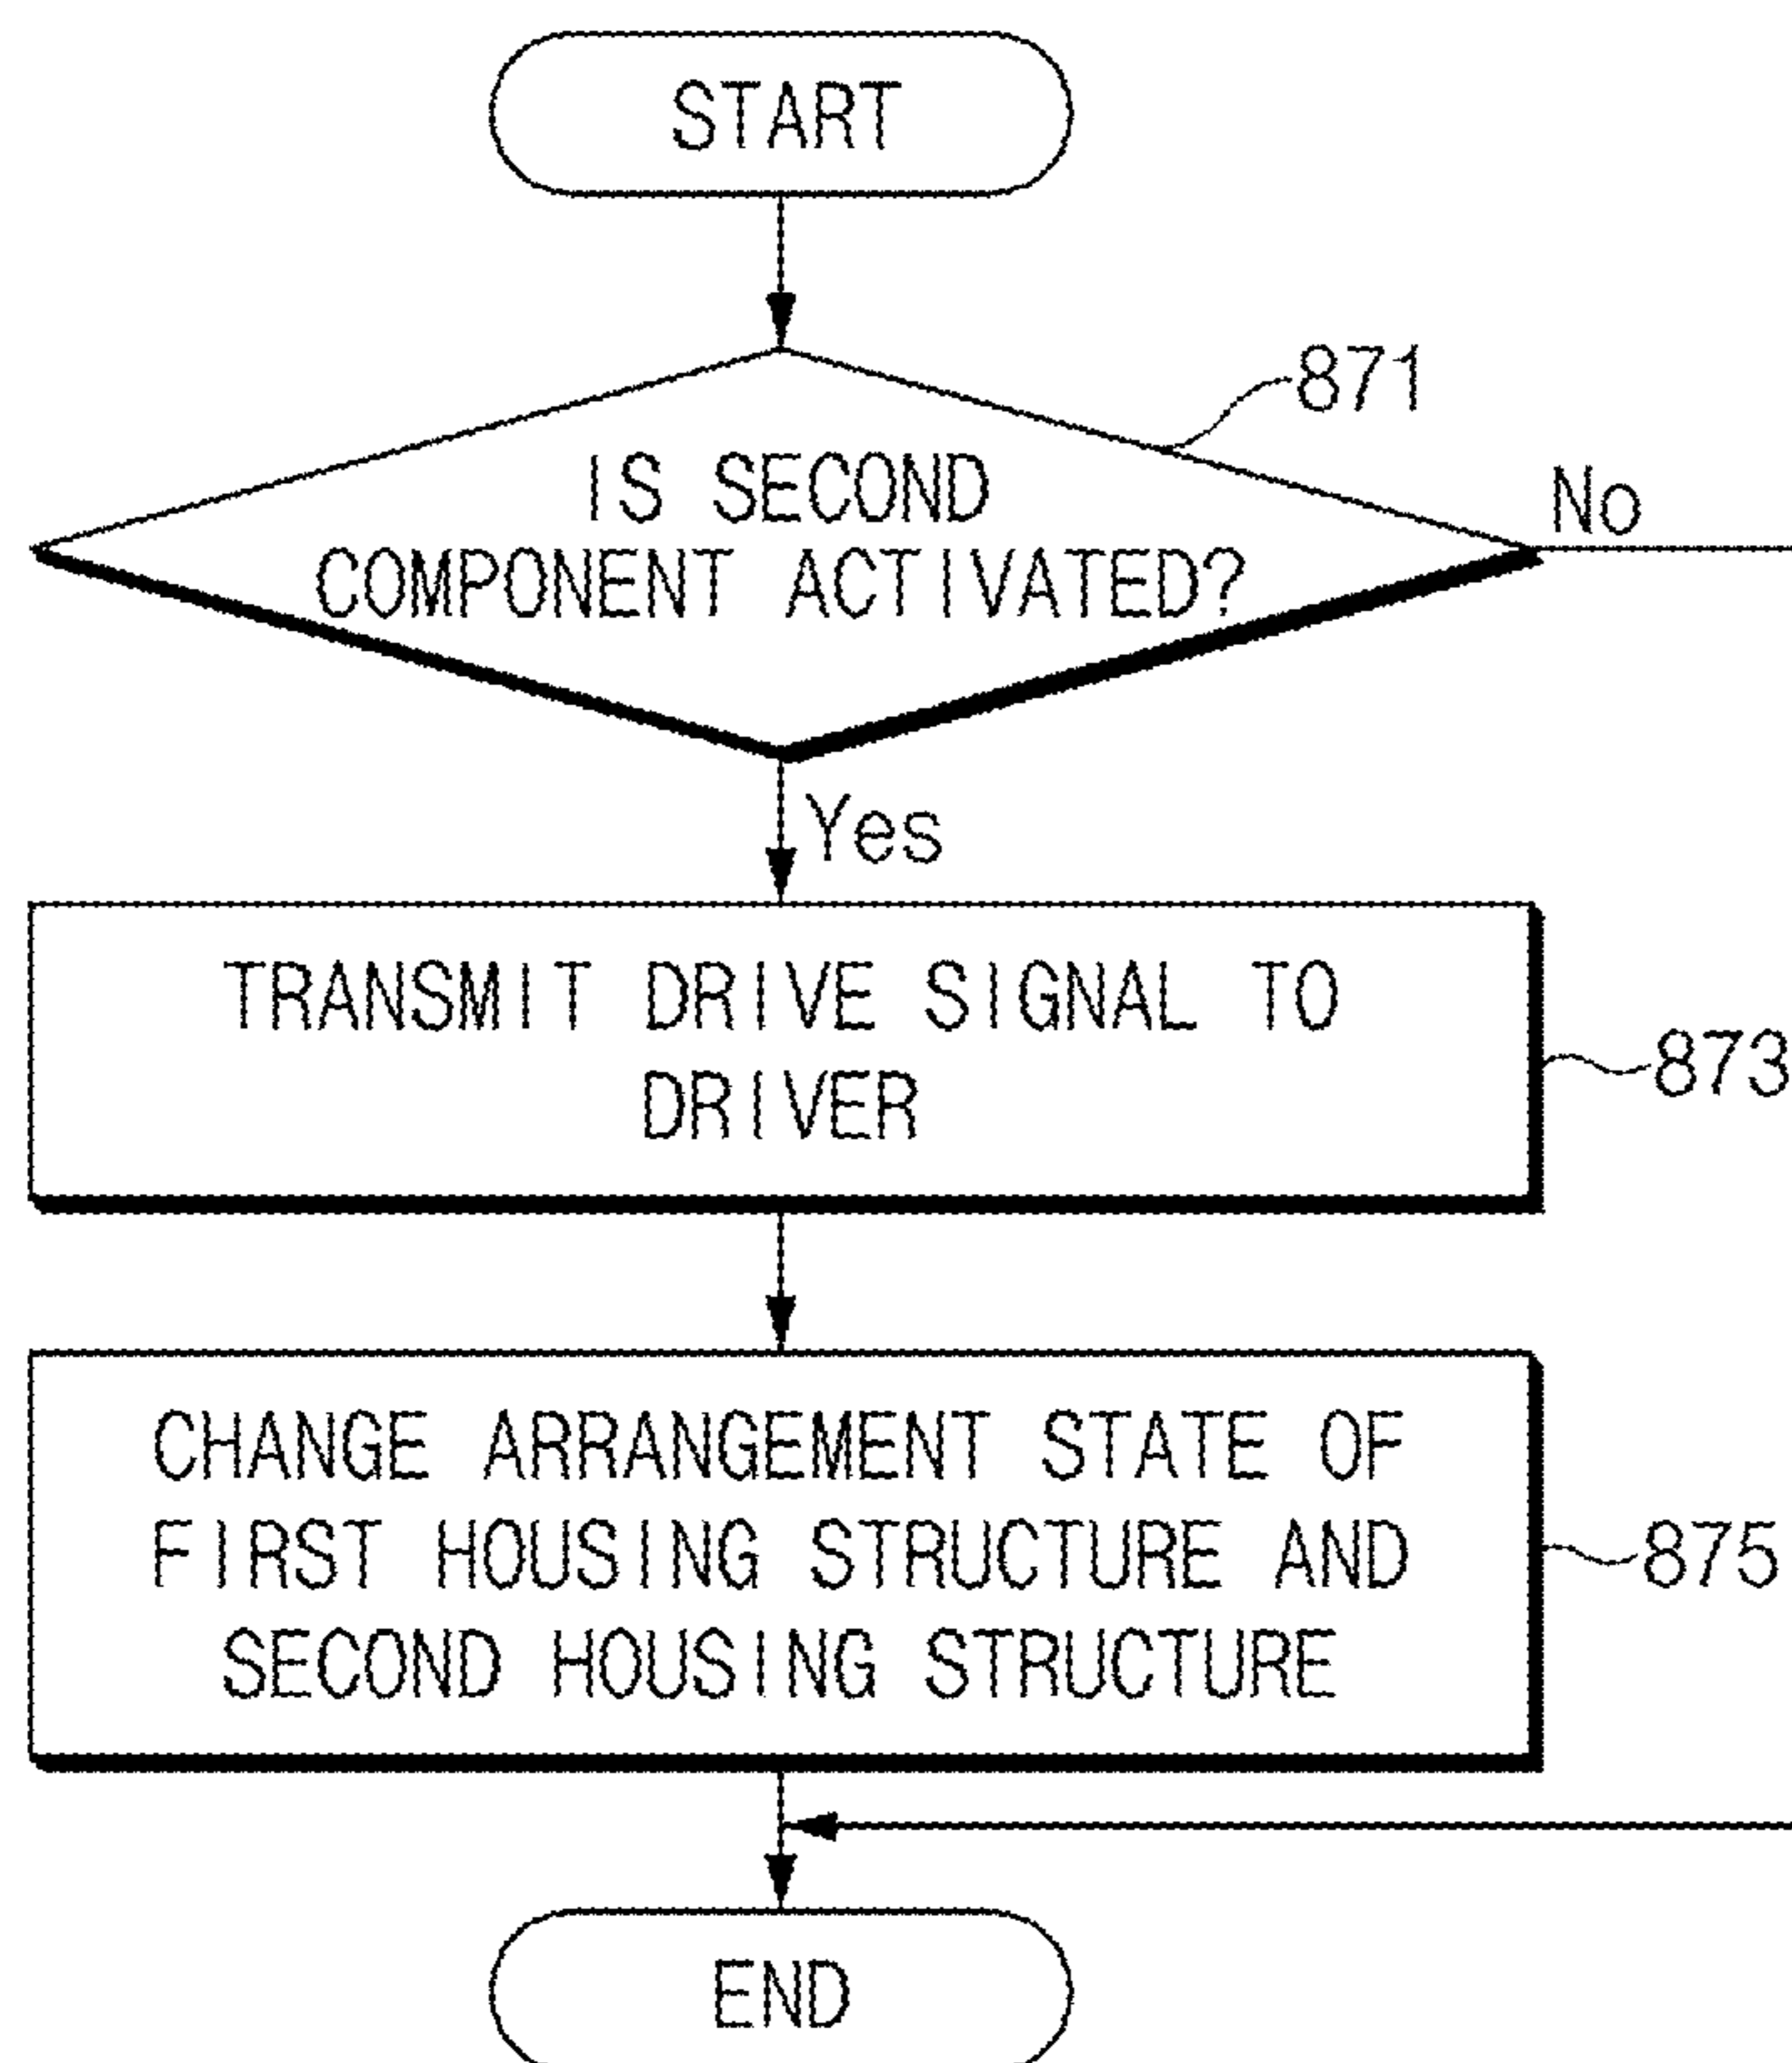 START
871
IS SECOND
COMPONENT ACTIVATED?
No
Yes
TRANSMIT DRIVE SIGNAL TO
DRIVER
873
CHANGE ARRANGEMENT STATE OF
FIRST HOUSING STRUCTURE AND
SECOND HOUSING STRUCTURE
875
END